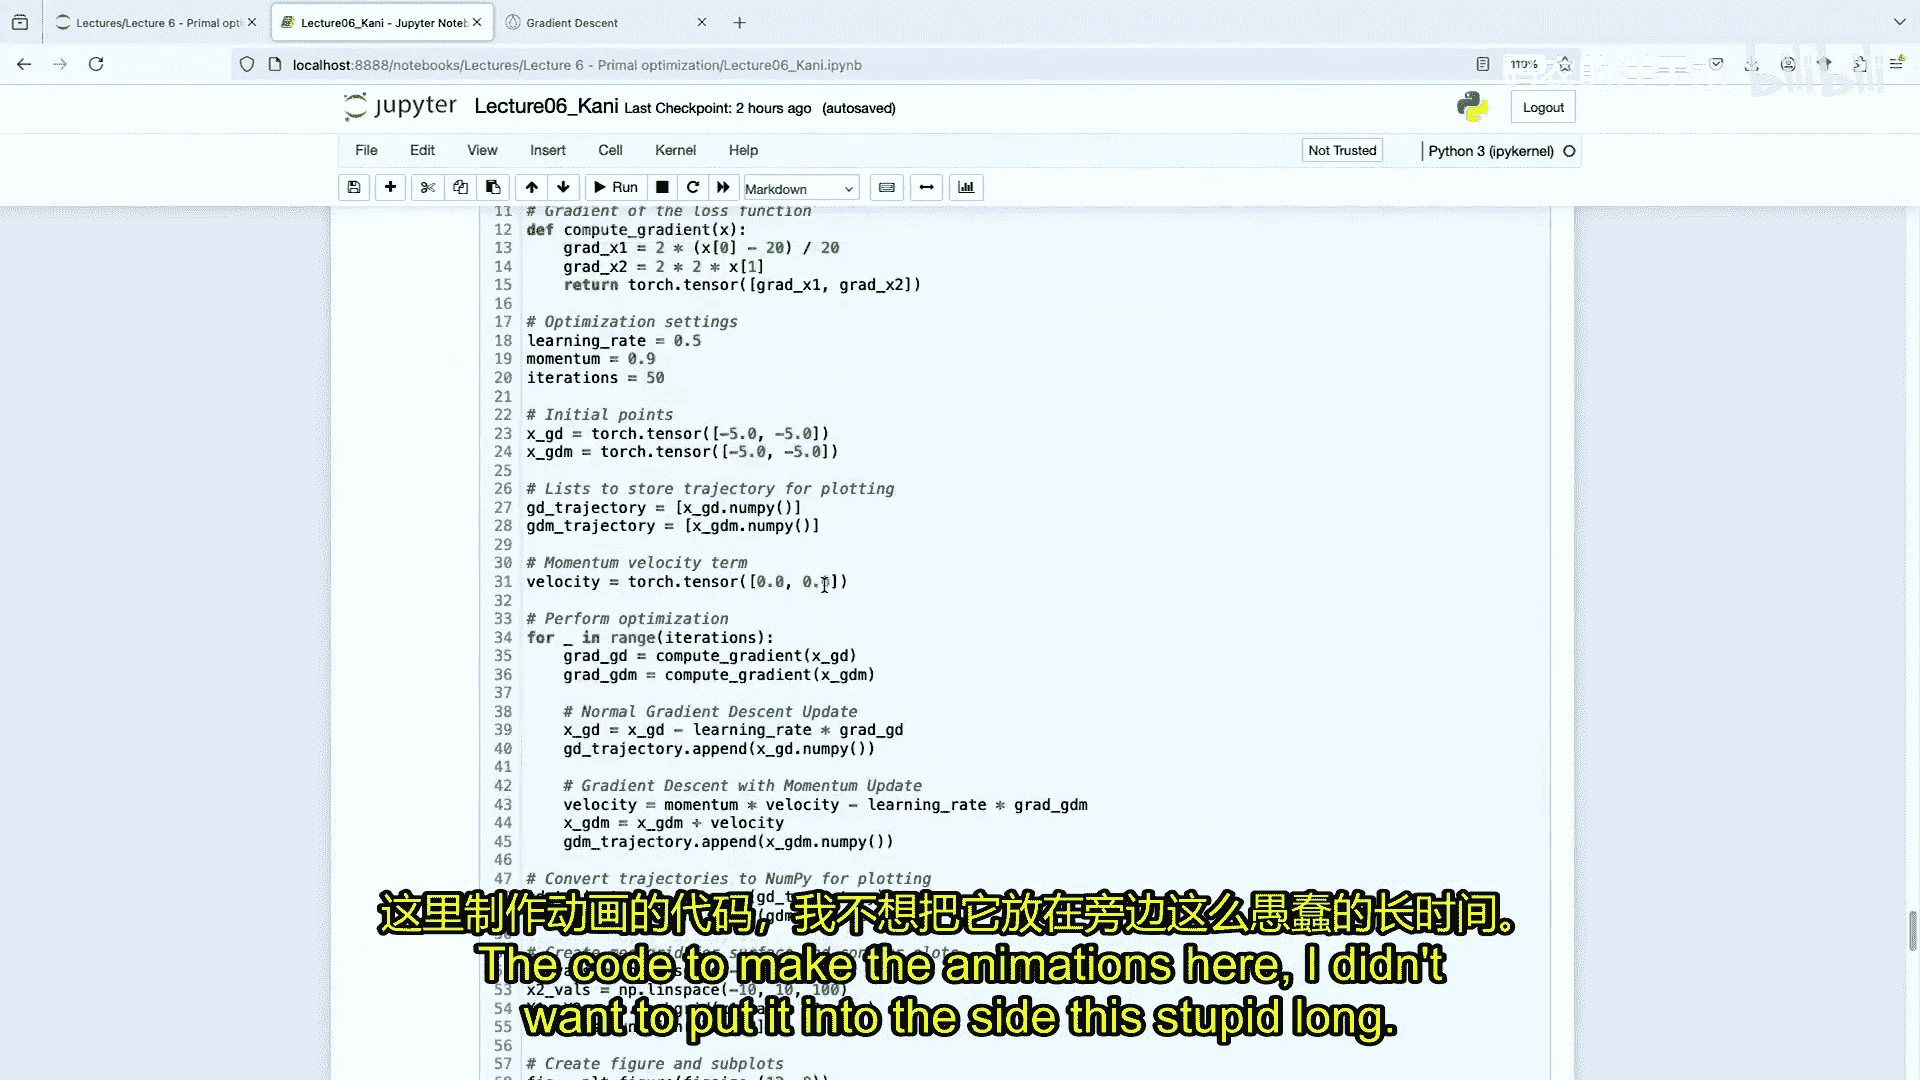 Lectures/Lecture 6 - Primal opti
Lecture06_Kani - Jupyter Noteb
Gradient Descent
localhost:8888/notebooks/Lectures/Lecture 6 - Primal optimization/Lecture06_Kani.ipynb
110%
bilibili
jupyter
Lecture06_Kani Last Checkpoint: 2 hours ago (autosaved)
Logout
File Edit View Insert Cell Kernel Help
Not Trusted
Python 3 (ipykernel)
Run
Markdown
11 # Gradient of the loss function
12 def compute_gradient(x):
13 grad_x1 = 2 * (x[0] - 20) / 20
14 grad_x2 = 2 * 2 * x[1]
15 return torch.tensor([grad_x1, grad_x2])
16
17 # Optimization settings
18 learning_rate = 0.5
19 momentum = 0.9
20 iterations = 50
21
22 # Initial points
23 x_gd = torch.tensor([-5.0, -5.0])
24 x_gdm = torch.tensor([-5.0, -5.0])
25
26 # Lists to store trajectory for plotting
27 gd_trajectory = [x_gd.numpy()]
28 gdm_trajectory = [x_gdm.numpy()]
29
30 # Momentum velocity term
31 velocity = torch.tensor([0.0, 0. ])
32
33 # Perform optimization
34 for _ in range(iterations):
35 grad_gd = compute_gradient(x_gd)
36 grad_gdm = compute_gradient(x_gdm)
37
38 # Normal Gradient Descent Update
39 x_gd = x_gd - learning_rate * grad_gd
40 gd_trajectory.append(x_gd.numpy())
41
42 # Gradient Descent with Momentum Update
43 velocity = momentum * velocity - learning_rate * grad_gdm
44 x_gdm = x_gdm + velocity
45 gdm_trajectory.append(x_gdm.numpy())
46
47 # Convert trajectories to NumPy for plotting
这里制作动画的代码，我不想把它放在旁边这么愚蠢的长时间。
The code to make the animations here, I didn't
53 x2_vals = np.linspace(-10, 10, 100)
54
want to put it into the side this stupid long.
55
56
57 # Create figure and subplots